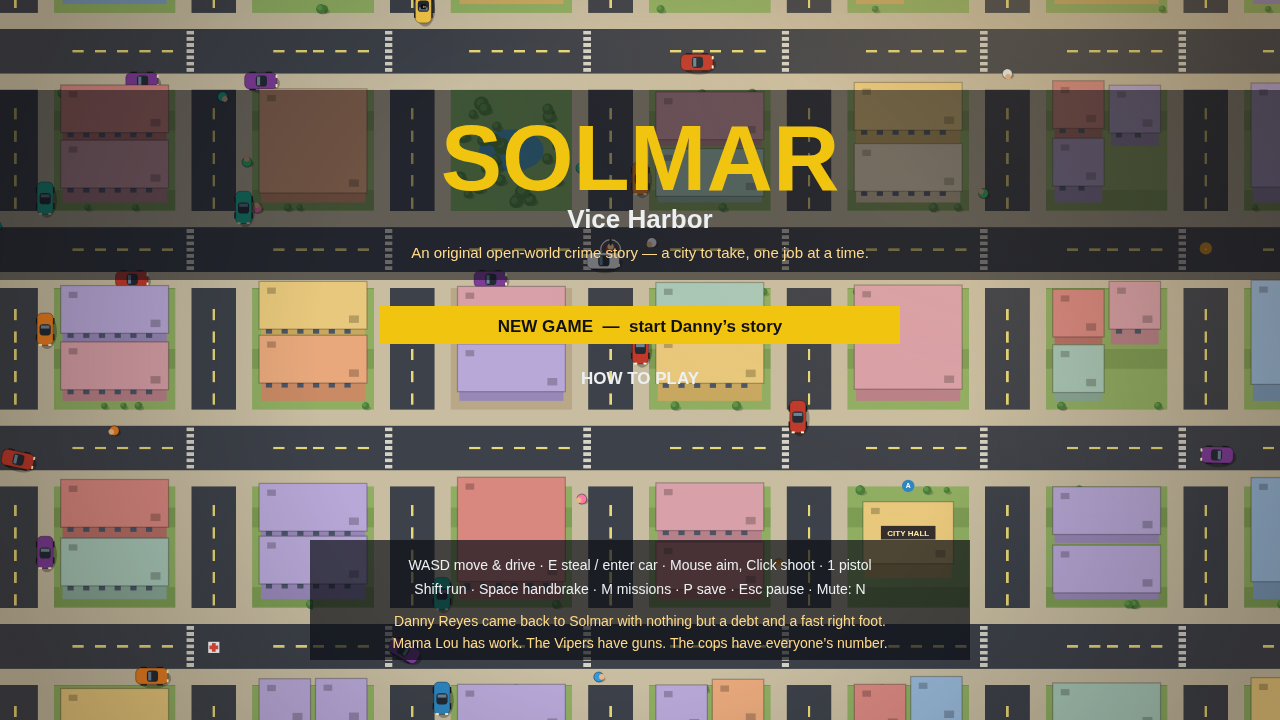 SOLMAR
Vice Harbor
An original open-world crime story — a city to take, one job at a time.
NEW GAME — start Danny’s story
HOW TO PLAY
A
CITY HALL
WASD move & drive · E steal / enter car · Mouse aim, Click shoot · 1 pistol
Shift run · Space handbrake · M missions · P save · Esc pause · Mute: N
Danny Reyes came back to Solmar with nothing but a debt and a fast right foot.
Mama Lou has work. The Vipers have guns. The cops have everyone’s number.